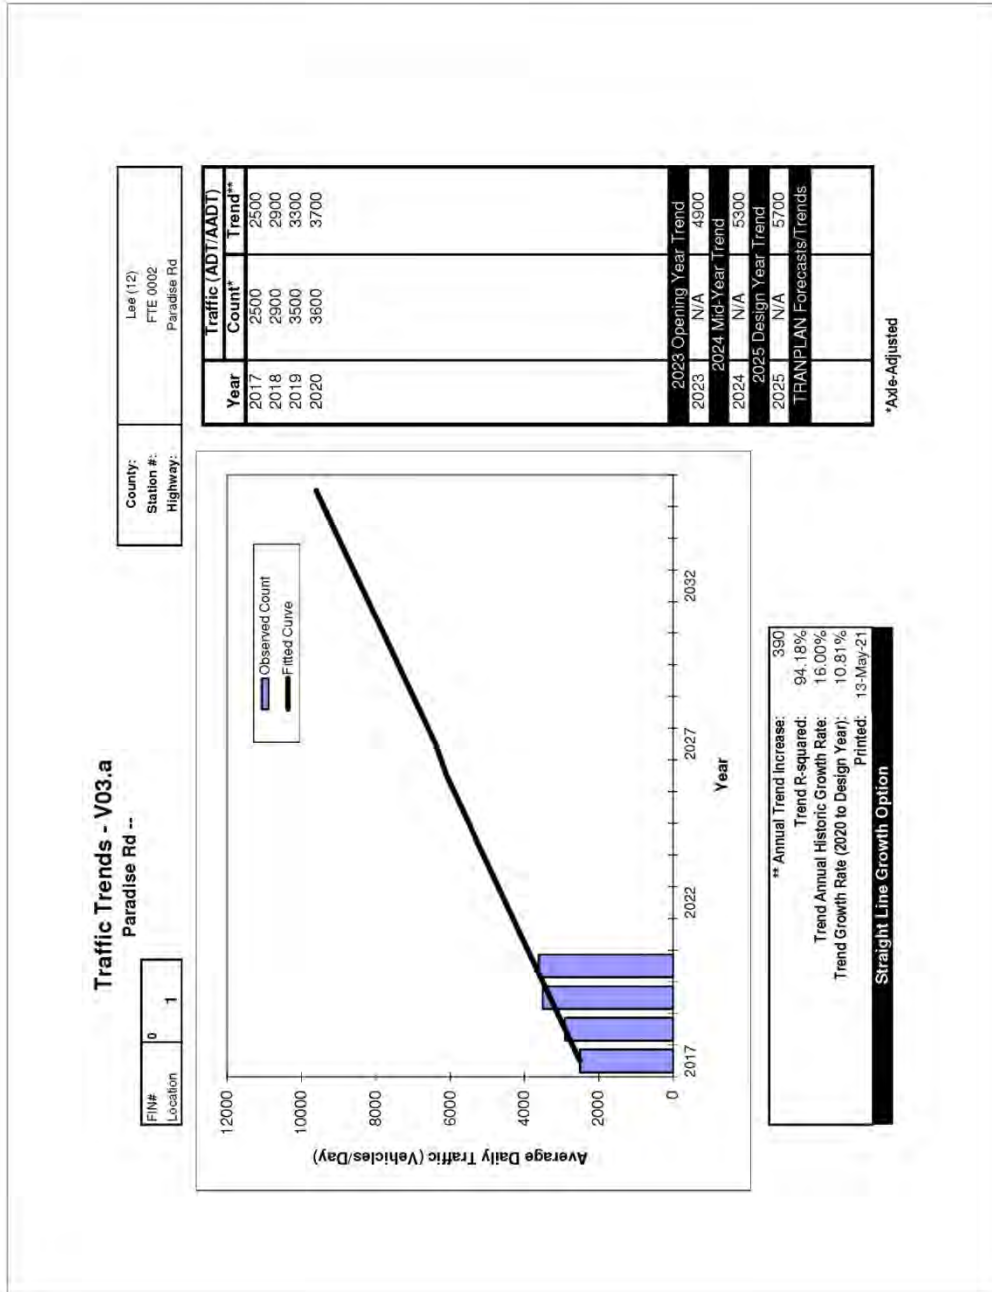 Traffic Trends - V03.a
Paradise Rd --
FIN# 0
Location 1
County: Lee (12)
Station #: FTE 0002
Highway: Paradise Rd
Average Daily Traffic (Vehicles/Day)
12000
10000
8000
6000
4000
2000
0
Observed Count
Fitted Curve
2017 2022 2027 2032
Year
Year Traffic (ADT/AADT)
Count* Trend**
2017 2500 2500
2018 2900 2900
2019 3500 3300
2020 3600 3700
2023 Opening Year Trend
2023 N/A 4900
2024 Mid-Year Trend
2024 N/A 5300
2025 Design Year Trend
2025 N/A 5700
TRANPLAN Forecasts/Trends
** Annual Trend Increase: 390
Trend R-squared: 94.18%
Trend Annual Historic Growth Rate: 16.00%
Trend Growth Rate (2020 to Design Year): 10.81%
Printed: 13-May-21
Straight Line Growth Option
*Axle-Adjusted